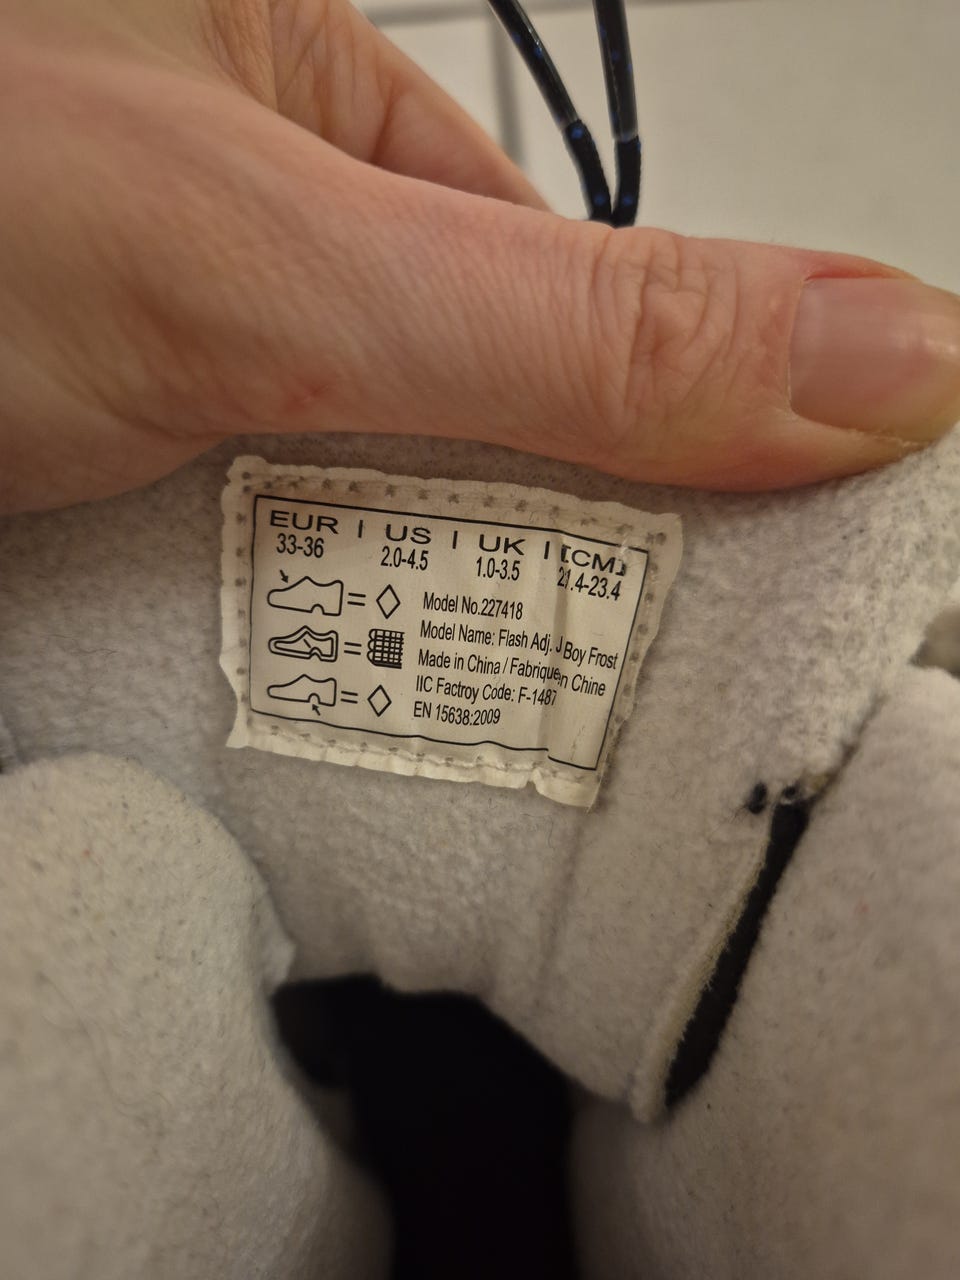 EUR | US | UK | [CM]
33-36 2.0-4.5 1.0-3.5 21.4-23.4
Model No.227418
Model Name: Flash Adj. J Boy Frost
Made in China / Fabrique en Chine
IIC Factroy Code: F-1487
EN 15638:2009